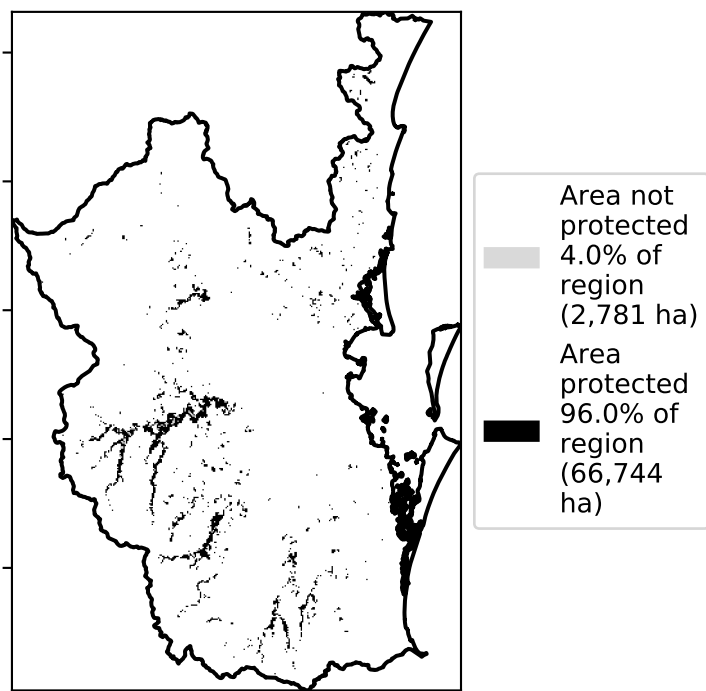 Area not
protected
4.0% of
region
(2,781 ha)
Area
protected
96.0% of
region
(66,744
ha)